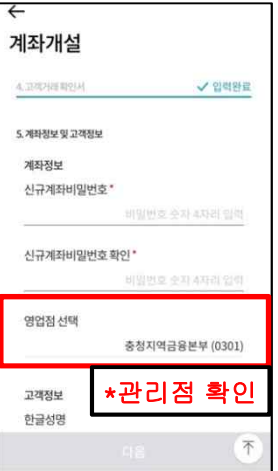 ←
계좌개설
4. 고객거래확인서 ✓ 입력완료
5. 계좌정보 및 고객정보
계좌정보
신규계좌비밀번호*
비밀번호 숫자 4자리 입력
신규계좌비밀번호 확인*
비밀번호 숫자 4자리 입력
영업점 선택
충청지역금융본부 (0301)
*관리점 확인
고객정보
한글성명
다음